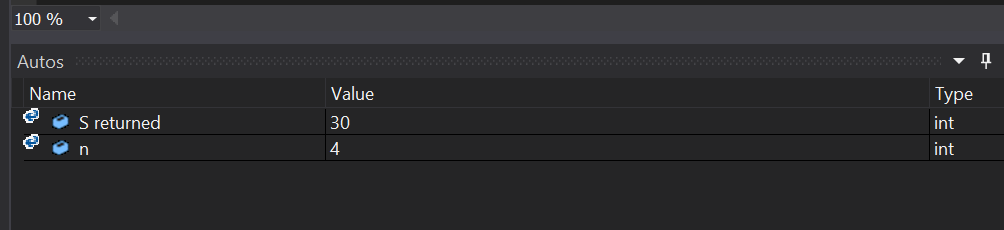 100 %
Autos
Name Value Type
S returned 30 int
n 4 int